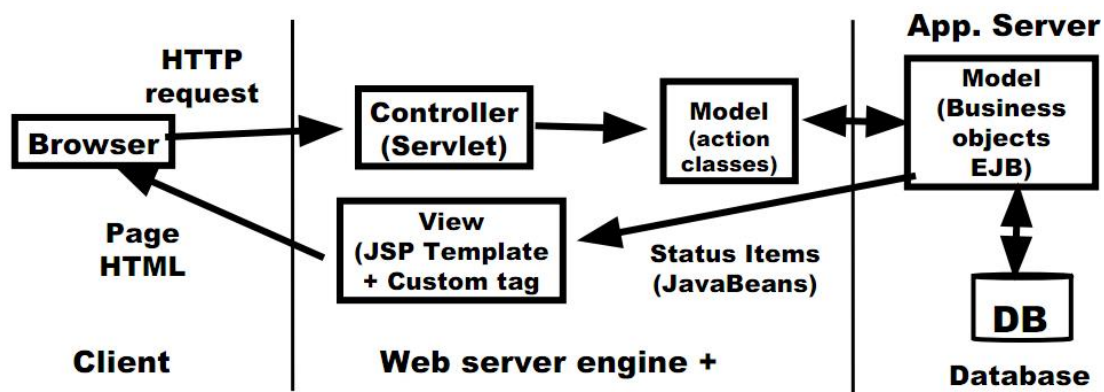 App. Server
HTTP
request
Browser
Controller
(Servlet)
Model
(action
classes)
Model
(Business
objects
EJB)
View
(JSP Template
+ Custom tag
Page
HTML
Status Items
(JavaBeans)
DB
Client
Web server engine +
Database